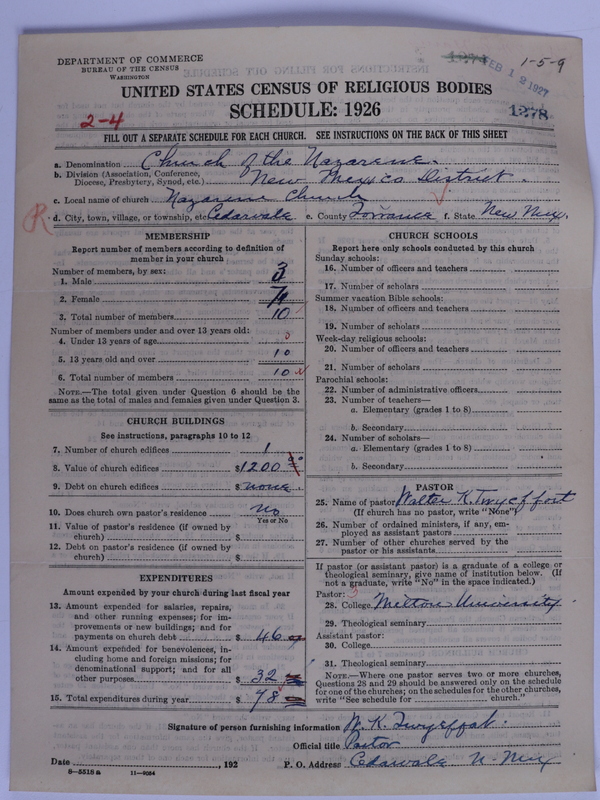 DEPARTMENT OF COMMERCE
BUREAU OF THE CENSUS
WASHINGTON
1274
FEB 12 1927
1-5-9
1278
UNITED STATES CENSUS OF RELIGIOUS BODIES
SCHEDULE: 1926
2-4
FILL OUT A SEPARATE SCHEDULE FOR EACH CHURCH. SEE INSTRUCTIONS ON THE BACK OF THIS SHEET
a. Denomination Church of the Nazarene.
b. Division (Association, Conference, Diocese, Presbytery, Synod, etc.) New Mexico District.
c. Local name of church Nazarene Church
R
d. City, town, village, or township, etc. Cedarvale e. County Torrance f. State New Mex.
MEMBERSHIP
Report number of members according to definition of
member in your church
Number of members, by sex:
1. Male 3
2. Female 7
3. Total number of members 10
Number of members under and over 13 years old:
4. Under 13 years of age 0
5. 13 years old and over 10
6. Total number of members 10
NOTE.—The total given under Question 6 should be
same as the total of males and females given under Question 3.
CHURCH BUILDINGS
See instructions, paragraphs 10 to 12
7. Number of church edifices 1
8. Value of church edifices $1200
9. Debt on church edifices $ none.
10. Does church own pastor's residence? No
Yes or No
11. Value of pastor's residence (if owned by
church) $
12. Debt on pastor's residence (if owned by
church) $
EXPENDITURES
Amount expended by your church during last fiscal year
13. Amount expended for salaries, repairs,
and other running expenses; for im-
provements or new buildings; and for
payments on church debt $ 46
14. Amount expended for benevolences, in-
cluding home and foreign missions; for
denominational support; and for all
other purposes $ 32
15. Total expenditures during year $ 78
CHURCH SCHOOLS
Report here only schools conducted by this church
Sunday schools:
16. Number of officers and teachers
17. Number of scholars
Summer vacation Bible schools:
18. Number of officers and teachers
19. Number of scholars
Week-day religious schools:
20. Number of officers and teachers
21. Number of scholars
Parochial schools:
22. Number of administrative officers
23. Number of teachers—
a. Elementary (grades 1 to 8)
b. Secondary
24. Number of scholars—
a. Elementary (grades 1 to 8)
b. Secondary
PASTOR
25. Name of pastor Walter K. Twyeffort
(If church has no pastor, write "None")
26. Number of ordained ministers, if any, em-
ployed as assistant pastors
27. Number of other churches served by the
pastor or his assistants
If pastor (or assistant pastor) is a graduate of a college or
theological seminary, give name of institution below. (If
not a graduate, write "No" in the space indicated.)
Pastor: 3
28. College Milton University.
29. Theological seminary
Assistant pastor:
30. College
31. Theological seminary
NOTE.—Where one pastor serves two or more churches,
Questions 28 and 29 should be answered only on the schedule
for one of the churches; on the schedules for the other churches,
write "See schedule for church."
Signature of person furnishing information W. K. Twyeffort.
Official title Pastor
Date , 192 P. O. Address Cedarvale N. Mex
8-5518 a 11-9054